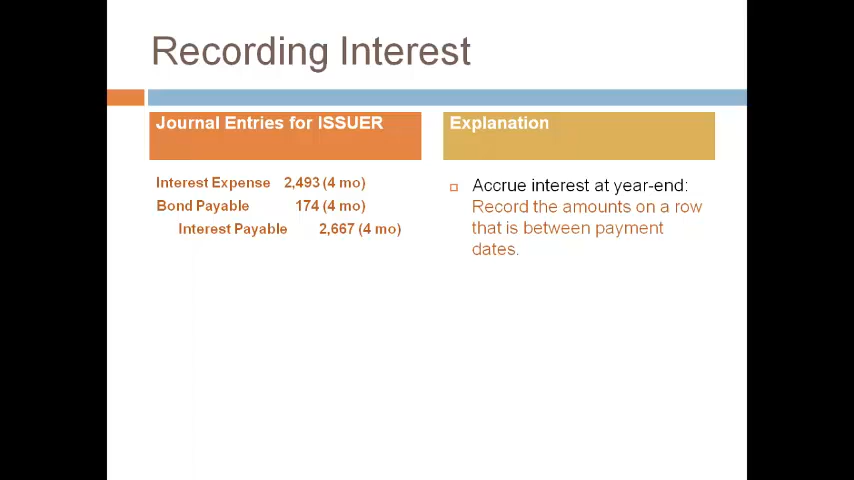 Recording Interest
Journal Entries for ISSUER
Interest Expense 2,493 (4 mo)
Bond Payable 174 (4 mo)
Interest Payable 2,667 (4 mo)
Explanation
Accrue interest at year-end:
Record the amounts on a row
that is between payment
dates.